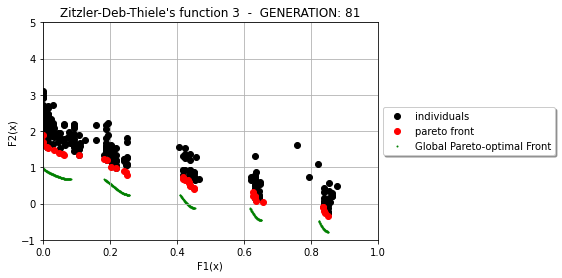 Zitzler-Deb-Thiele's function 3 - GENERATION: 81
5
4
3
2
1
0
−1
F2(x)
0.0 0.2 0.4 0.6 0.8 1.0
F1(x)
individuals
pareto front
Global Pareto-optimal Front